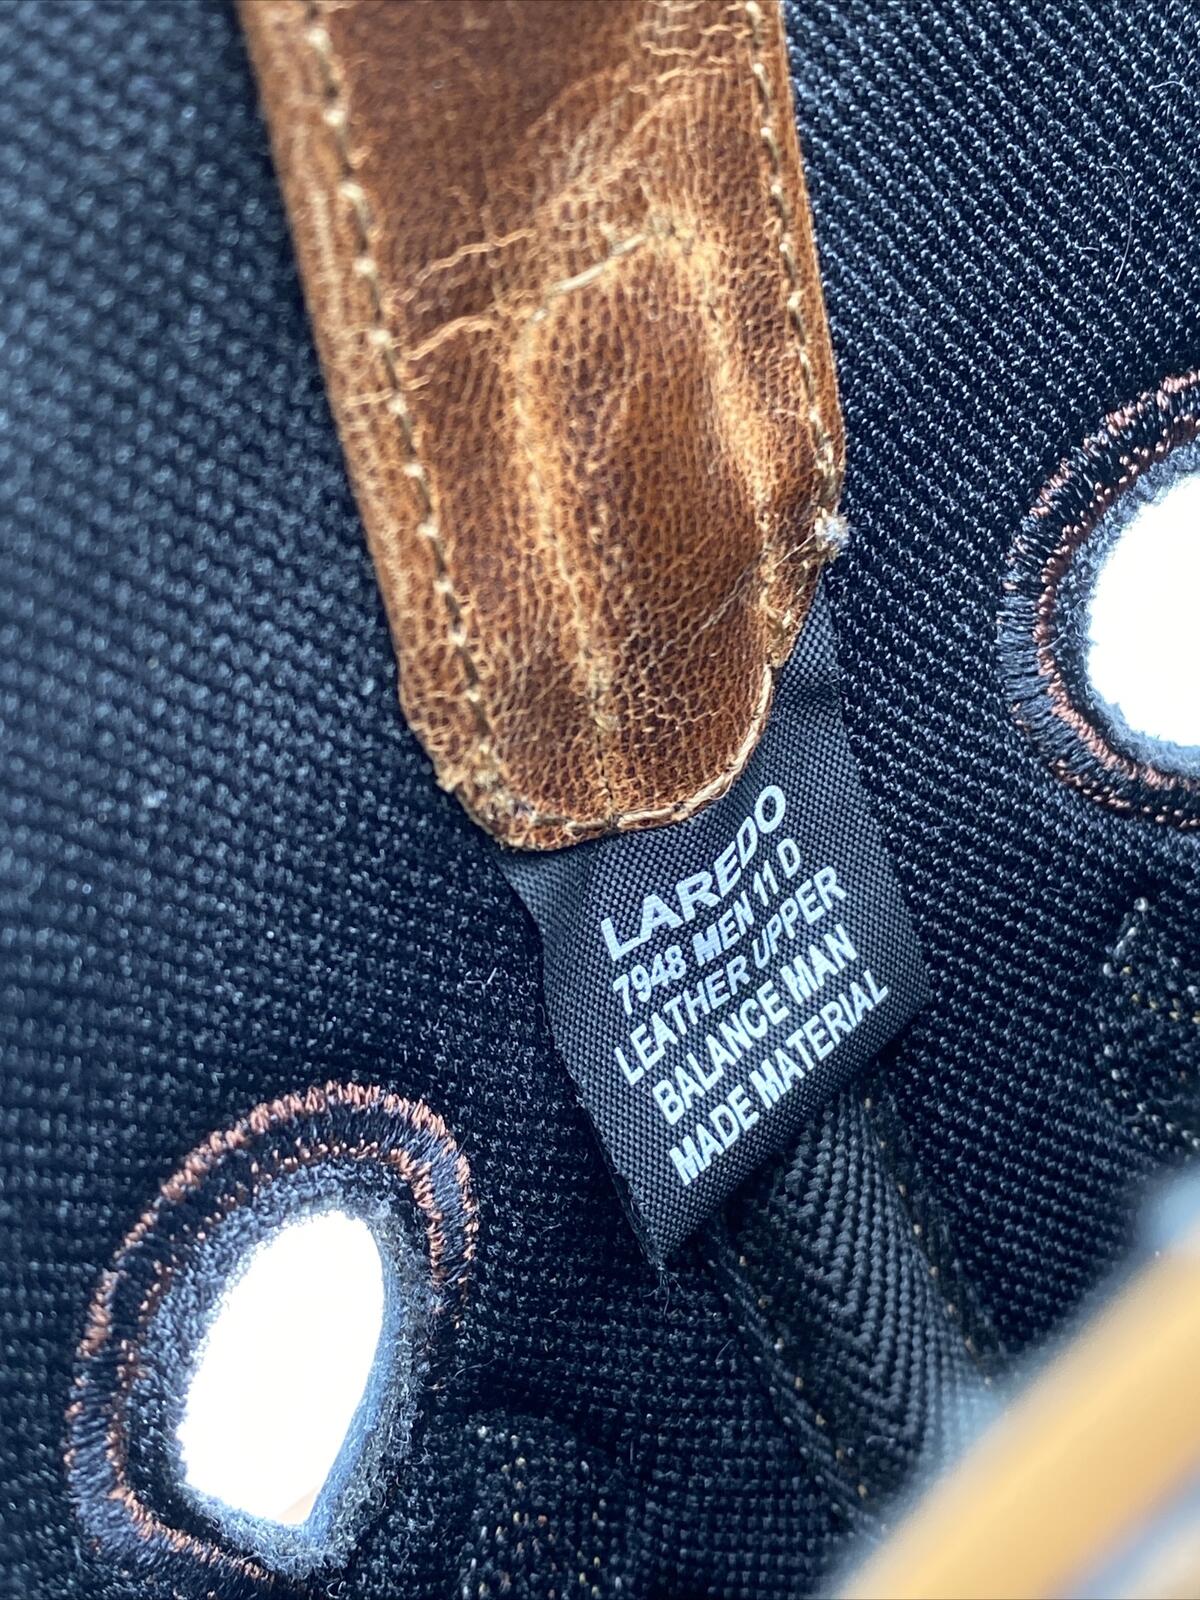 LAREDO
7948 MEN 11 D
LEATHER UPPER
BALANCE MAN
MADE MATERIAL